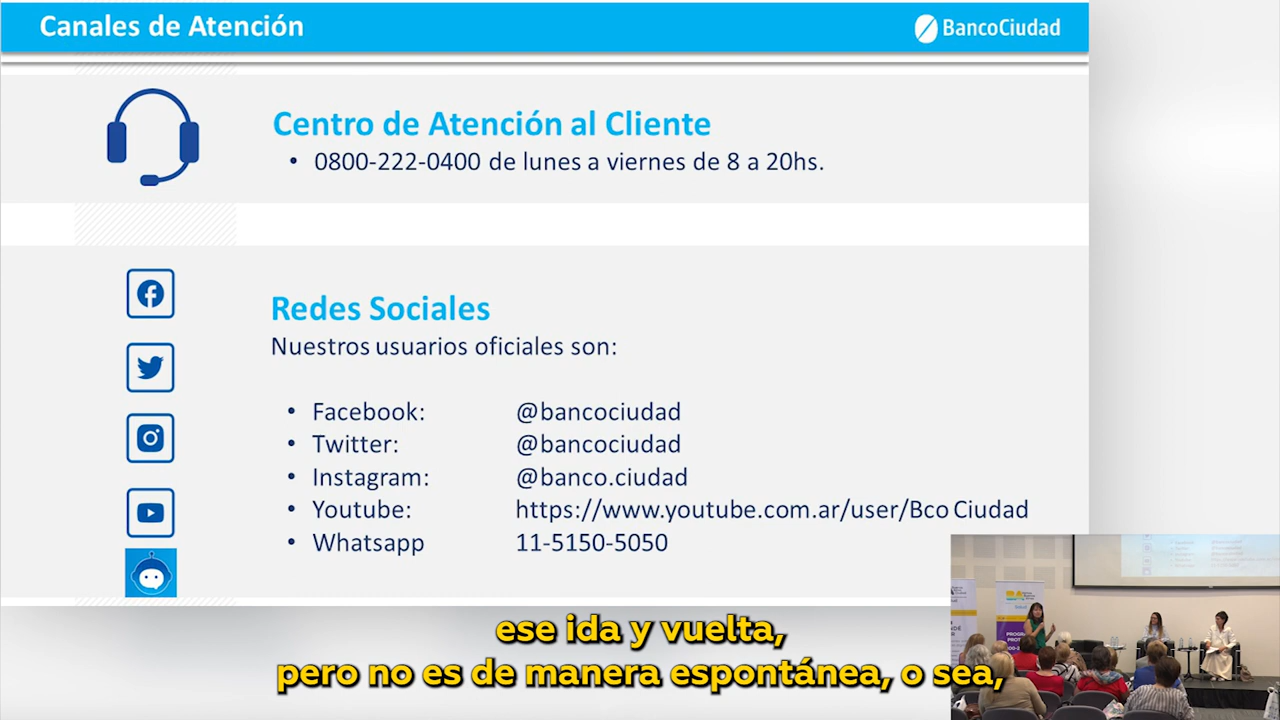 Canales de Atención
BancoCiudad
Centro de Atención al Cliente
• 0800-222-0400 de lunes a viernes de 8 a 20hs.
Redes Sociales
Nuestros usuarios oficiales son:
• Facebook: @bancociudad
• Twitter: @bancociudad
• Instagram: @banco.ciudad
• Youtube: https://www.youtube.com.ar/user/Bco Ciudad
• Whatsapp 11-5150-5050
ese ida y vuelta,
pero no es de manera espontánea, o sea,